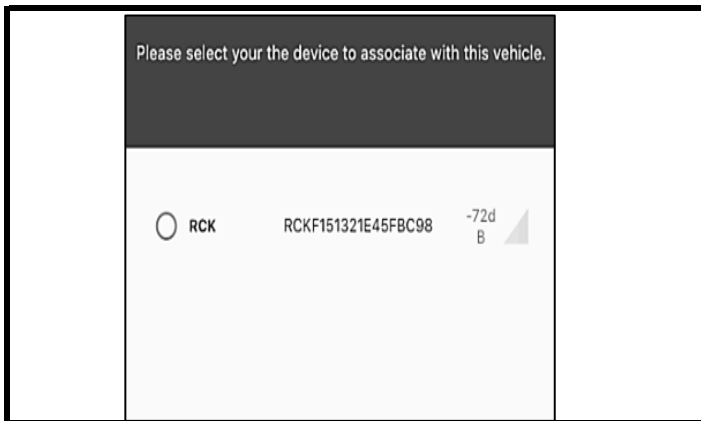 Please select your the device to associate with this vehicle.
RCK RCKF151321E45FBC98 -72d
B